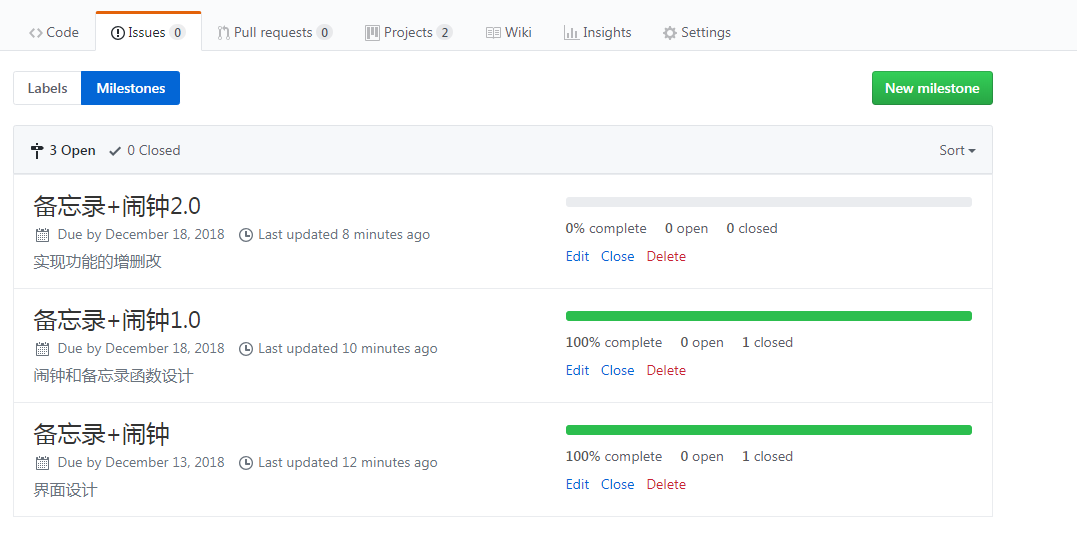 Code Issues 0 Pull requests 0 Projects 2 Wiki Insights Settings
Labels Milestones New milestone
3 Open 0 Closed Sort
备忘录+闹钟2.0
Due by December 18, 2018 Last updated 8 minutes ago
实现功能的增删改
0% complete 0 open 0 closed
Edit Close Delete
备忘录+闹钟1.0
Due by December 18, 2018 Last updated 10 minutes ago
闹钟和备忘录函数设计
100% complete 0 open 1 closed
Edit Close Delete
备忘录+闹钟
Due by December 13, 2018 Last updated 12 minutes ago
界面设计
100% complete 0 open 1 closed
Edit Close Delete